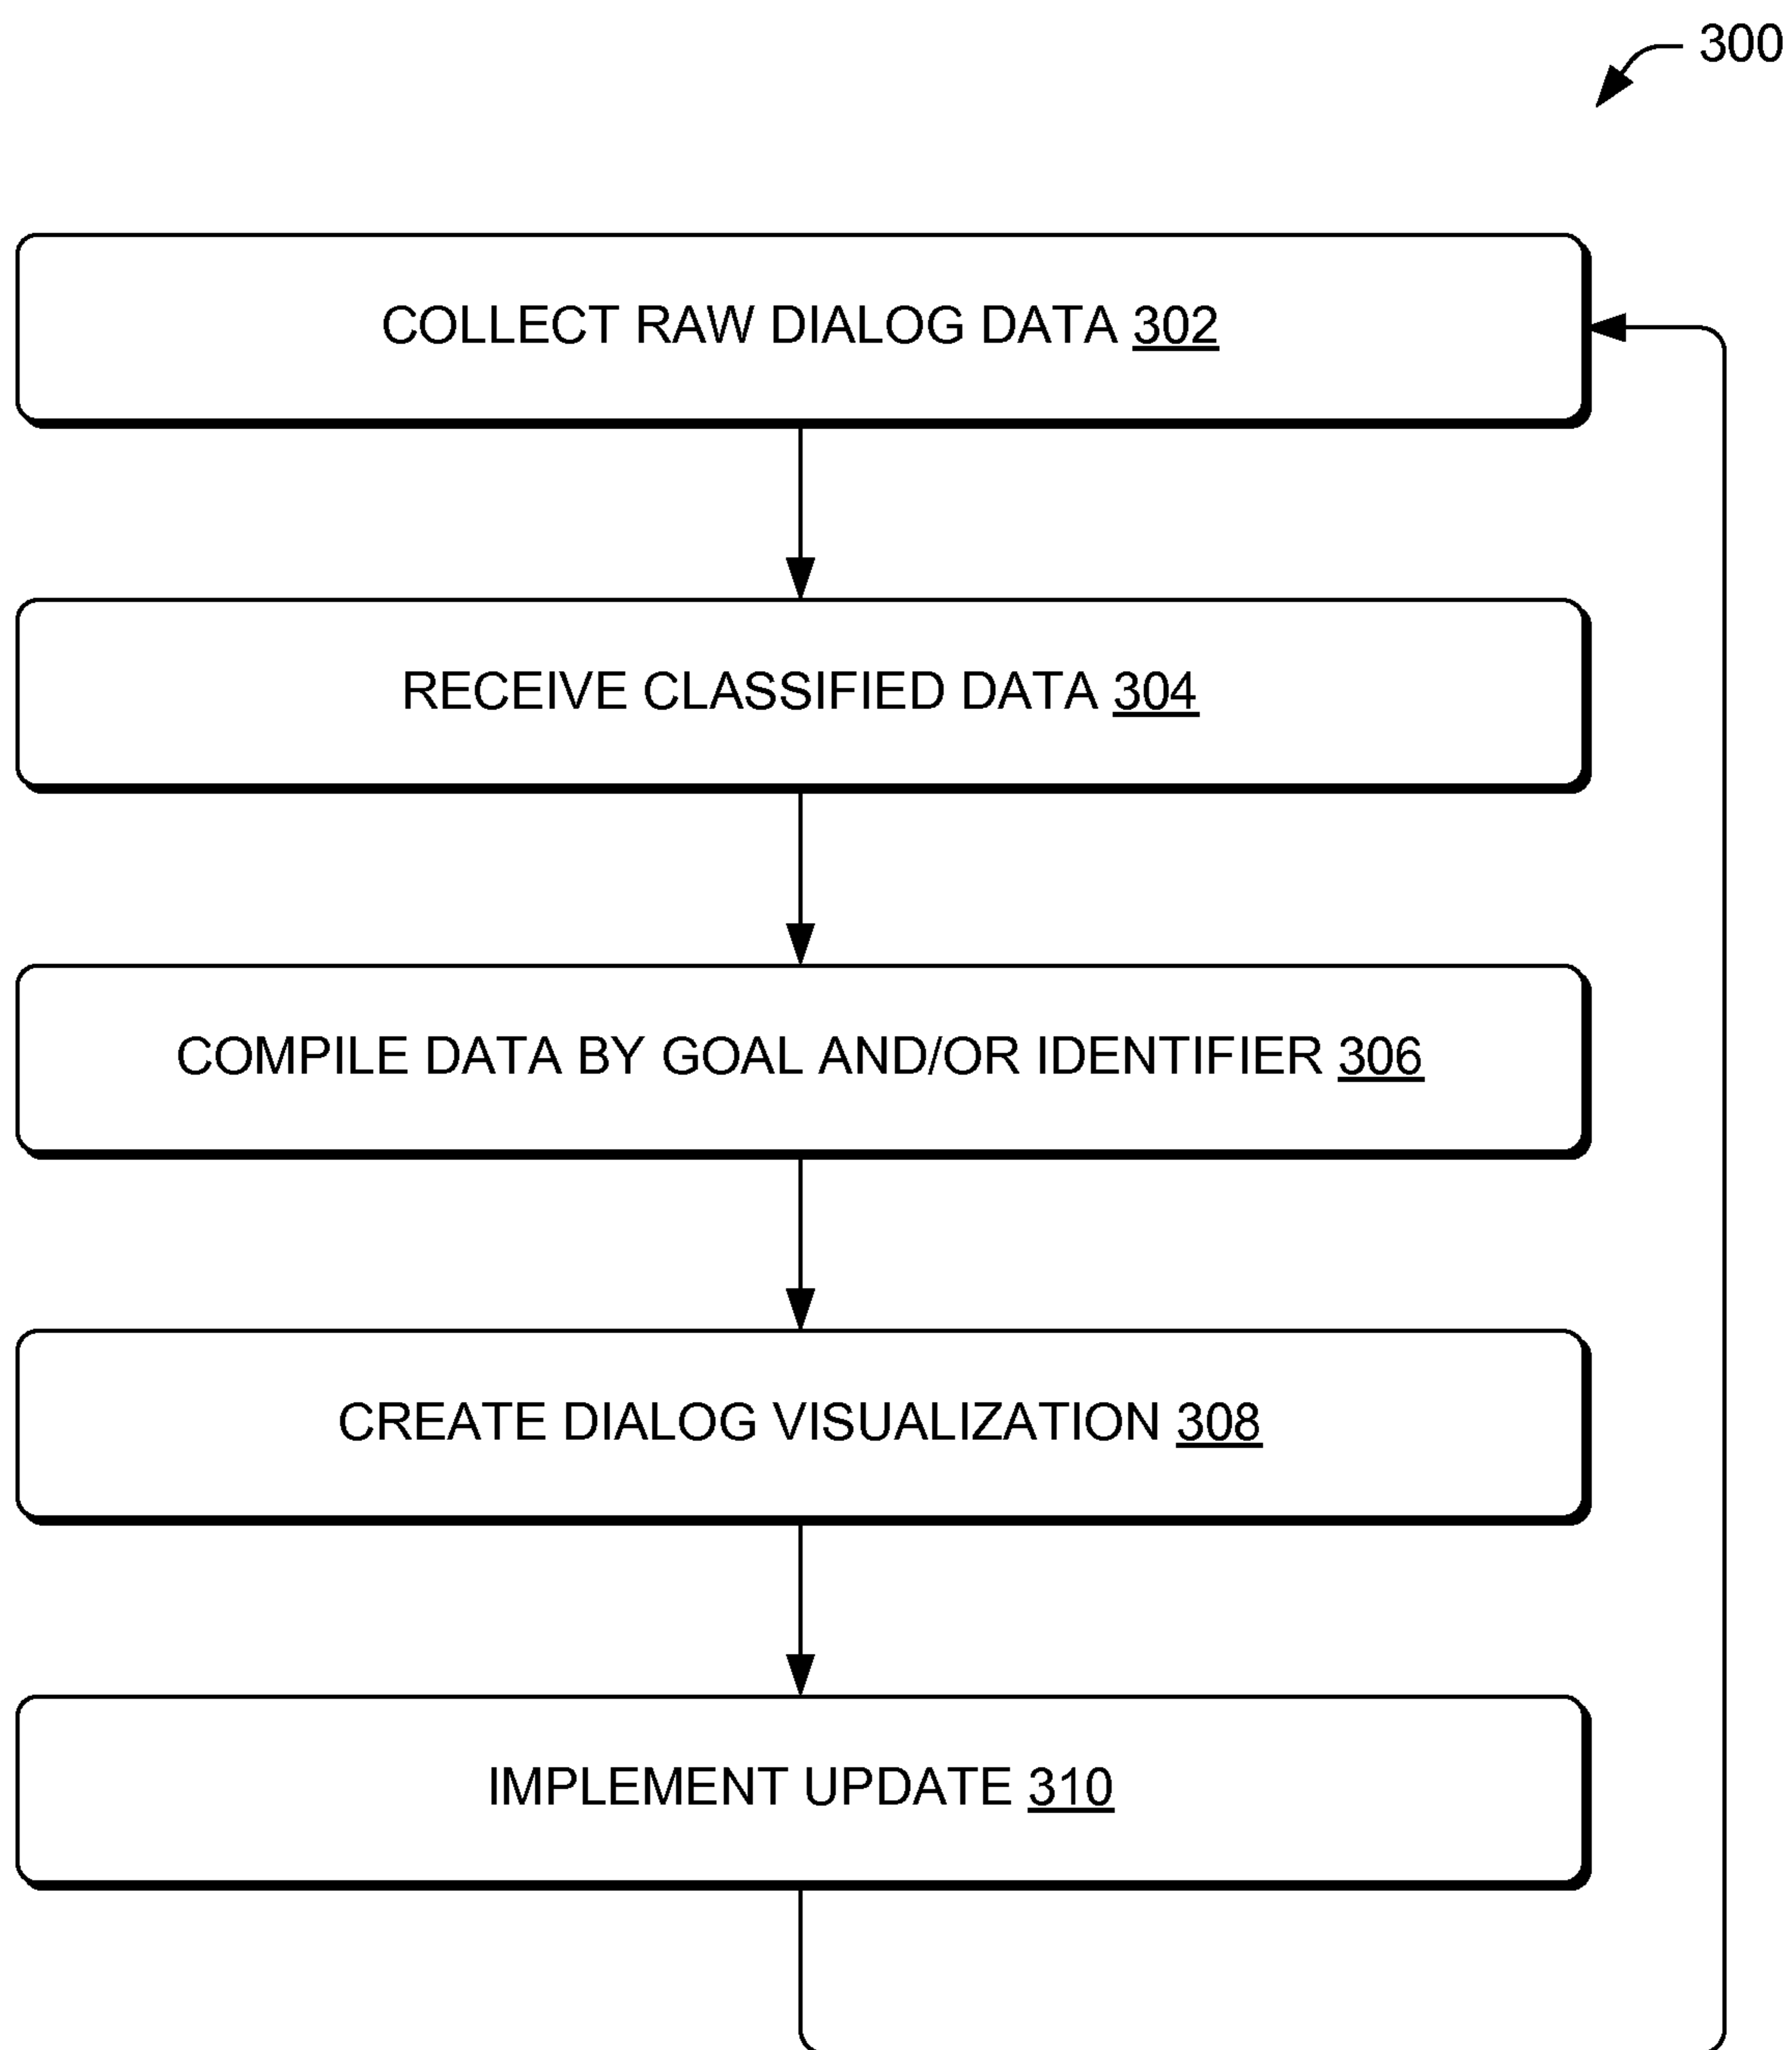 300
COLLECT RAW DIALOG DATA 302
RECEIVE CLASSIFIED DATA 304
COMPILE DATA BY GOAL AND/OR IDENTIFIER 306
CREATE DIALOG VISUALIZATION 308
IMPLEMENT UPDATE 310